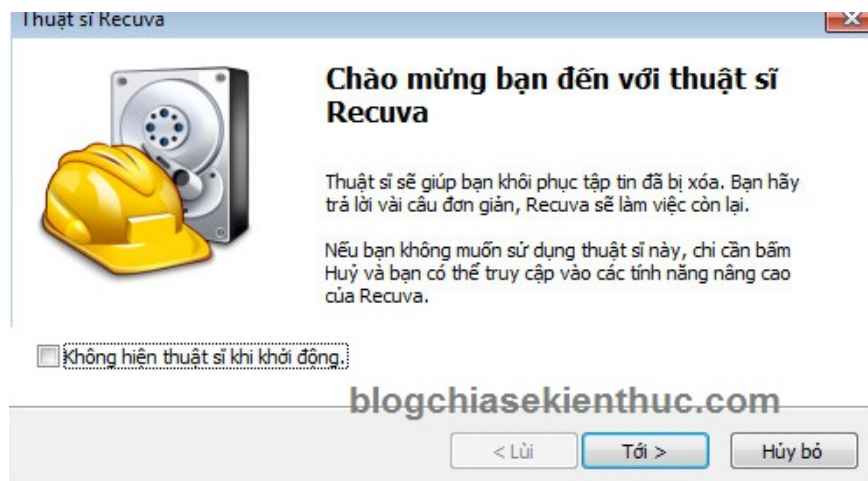 Thuật sĩ Recuva
Chào mừng bạn đến với thuật sĩ
Recuva
Thuật sĩ sẽ giúp bạn khôi phục tập tin đã bị xóa. Bạn hãy
trả lời vài câu đơn giản, Recuva sẽ làm việc còn lại.
Nếu bạn không muốn sử dụng thuật sĩ này, chỉ cần bấm
Huỷ và bạn có thể truy cập vào các tính năng nâng cao
của Recuva.
Không hiện thuật sĩ khi khởi động.
blogchiasekienthuc.com
< Lùi
Tới >
Hủy bỏ